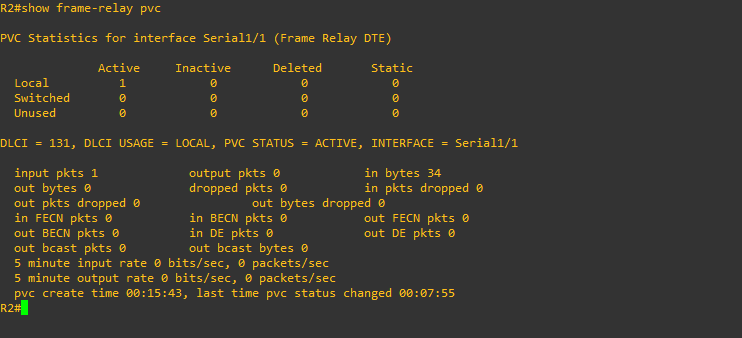 R2#show frame-relay pvc
PVC Statistics for interface Serial1/1 (Frame Relay DTE)
Active Inactive Deleted Static
Local 1 0 0 0
Switched 0 0 0 0
Unused 0 0 0 0
DLCI = 131, DLCI USAGE = LOCAL, PVC STATUS = ACTIVE, INTERFACE = Serial1/1
input pkts 1 output pkts 0 in bytes 34
out bytes 0 dropped pkts 0 in pkts dropped 0
out pkts dropped 0 out bytes dropped 0
in FECN pkts 0 in BECN pkts 0 out FECN pkts 0
out BECN pkts 0 in DE pkts 0 out DE pkts 0
out bcast pkts 0 out bcast bytes 0
5 minute input rate 0 bits/sec, 0 packets/sec
5 minute output rate 0 bits/sec, 0 packets/sec
pvc create time 00:15:43, last time pvc status changed 00:07:55
R2#